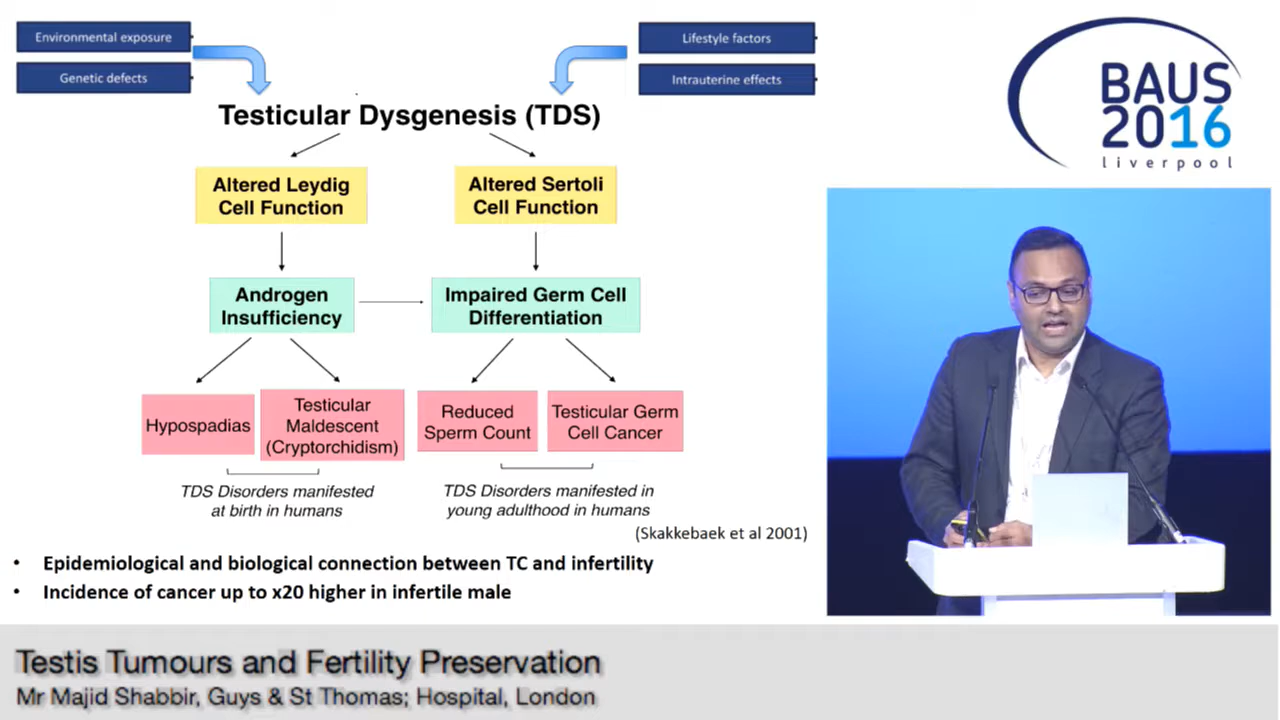 Environmental exposure
Genetic defects
Lifestyle factors
Intrauterine effects
Testicular Dysgenesis (TDS)
Altered Leydig
Cell Function
Altered Sertoli
Cell Function
Androgen
Insufficiency
Impaired Germ Cell
Differentiation
Hypospadias
Testicular
Maldescent
(Cryptorchidism)
Reduced
Sperm Count
Testicular Germ
Cell Cancer
TDS Disorders manifested
at birth in humans
TDS Disorders manifested in
young adulthood in humans
(Skakkebaek et al 2001)
• Epidemiological and biological connection between TC and infertility
• Incidence of cancer up to x20 higher in infertile male
BAUS
2016
liverpool
Testis Tumours and Fertility Preservation
Mr Majid Shabbir, Guys & St Thomas; Hospital, London